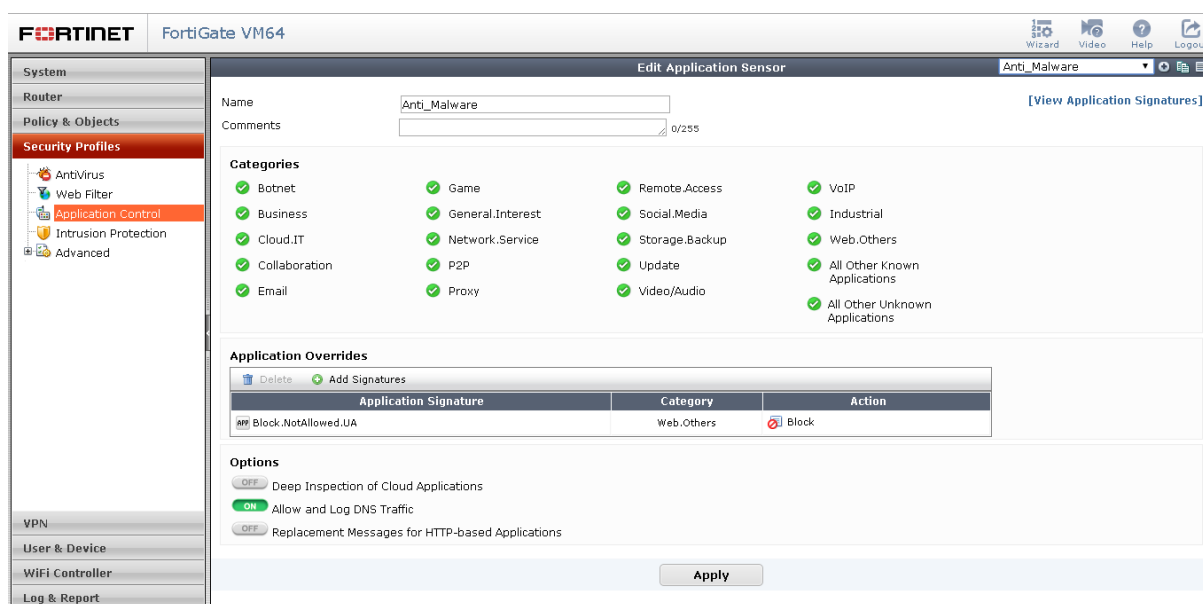 FORTINET FortiGate VM64
Wizard Video Help Logou
System
Router
Policy & Objects
Security Profiles
AntiVirus
Web Filter
Application Control
Intrusion Protection
Advanced
VPN
User & Device
WiFi Controller
Log & Report
Edit Application Sensor
Anti_Malware
Name Anti_Malware
[View Application Signatures]
Comments 0/255
Categories
Botnet Game Remote.Access VoIP
Business General.Interest Social.Media Industrial
Cloud.IT Network.Service Storage.Backup Web.Others
Collaboration P2P Update All Other Known
Applications
Email Proxy Video/Audio All Other Unknown
Applications
Application Overrides
Delete Add Signatures
Application Signature Category Action
APP Block.NotAllowed.UA Web.Others Block
Options
OFF Deep Inspection of Cloud Applications
ON Allow and Log DNS Traffic
OFF Replacement Messages for HTTP-based Applications
Apply